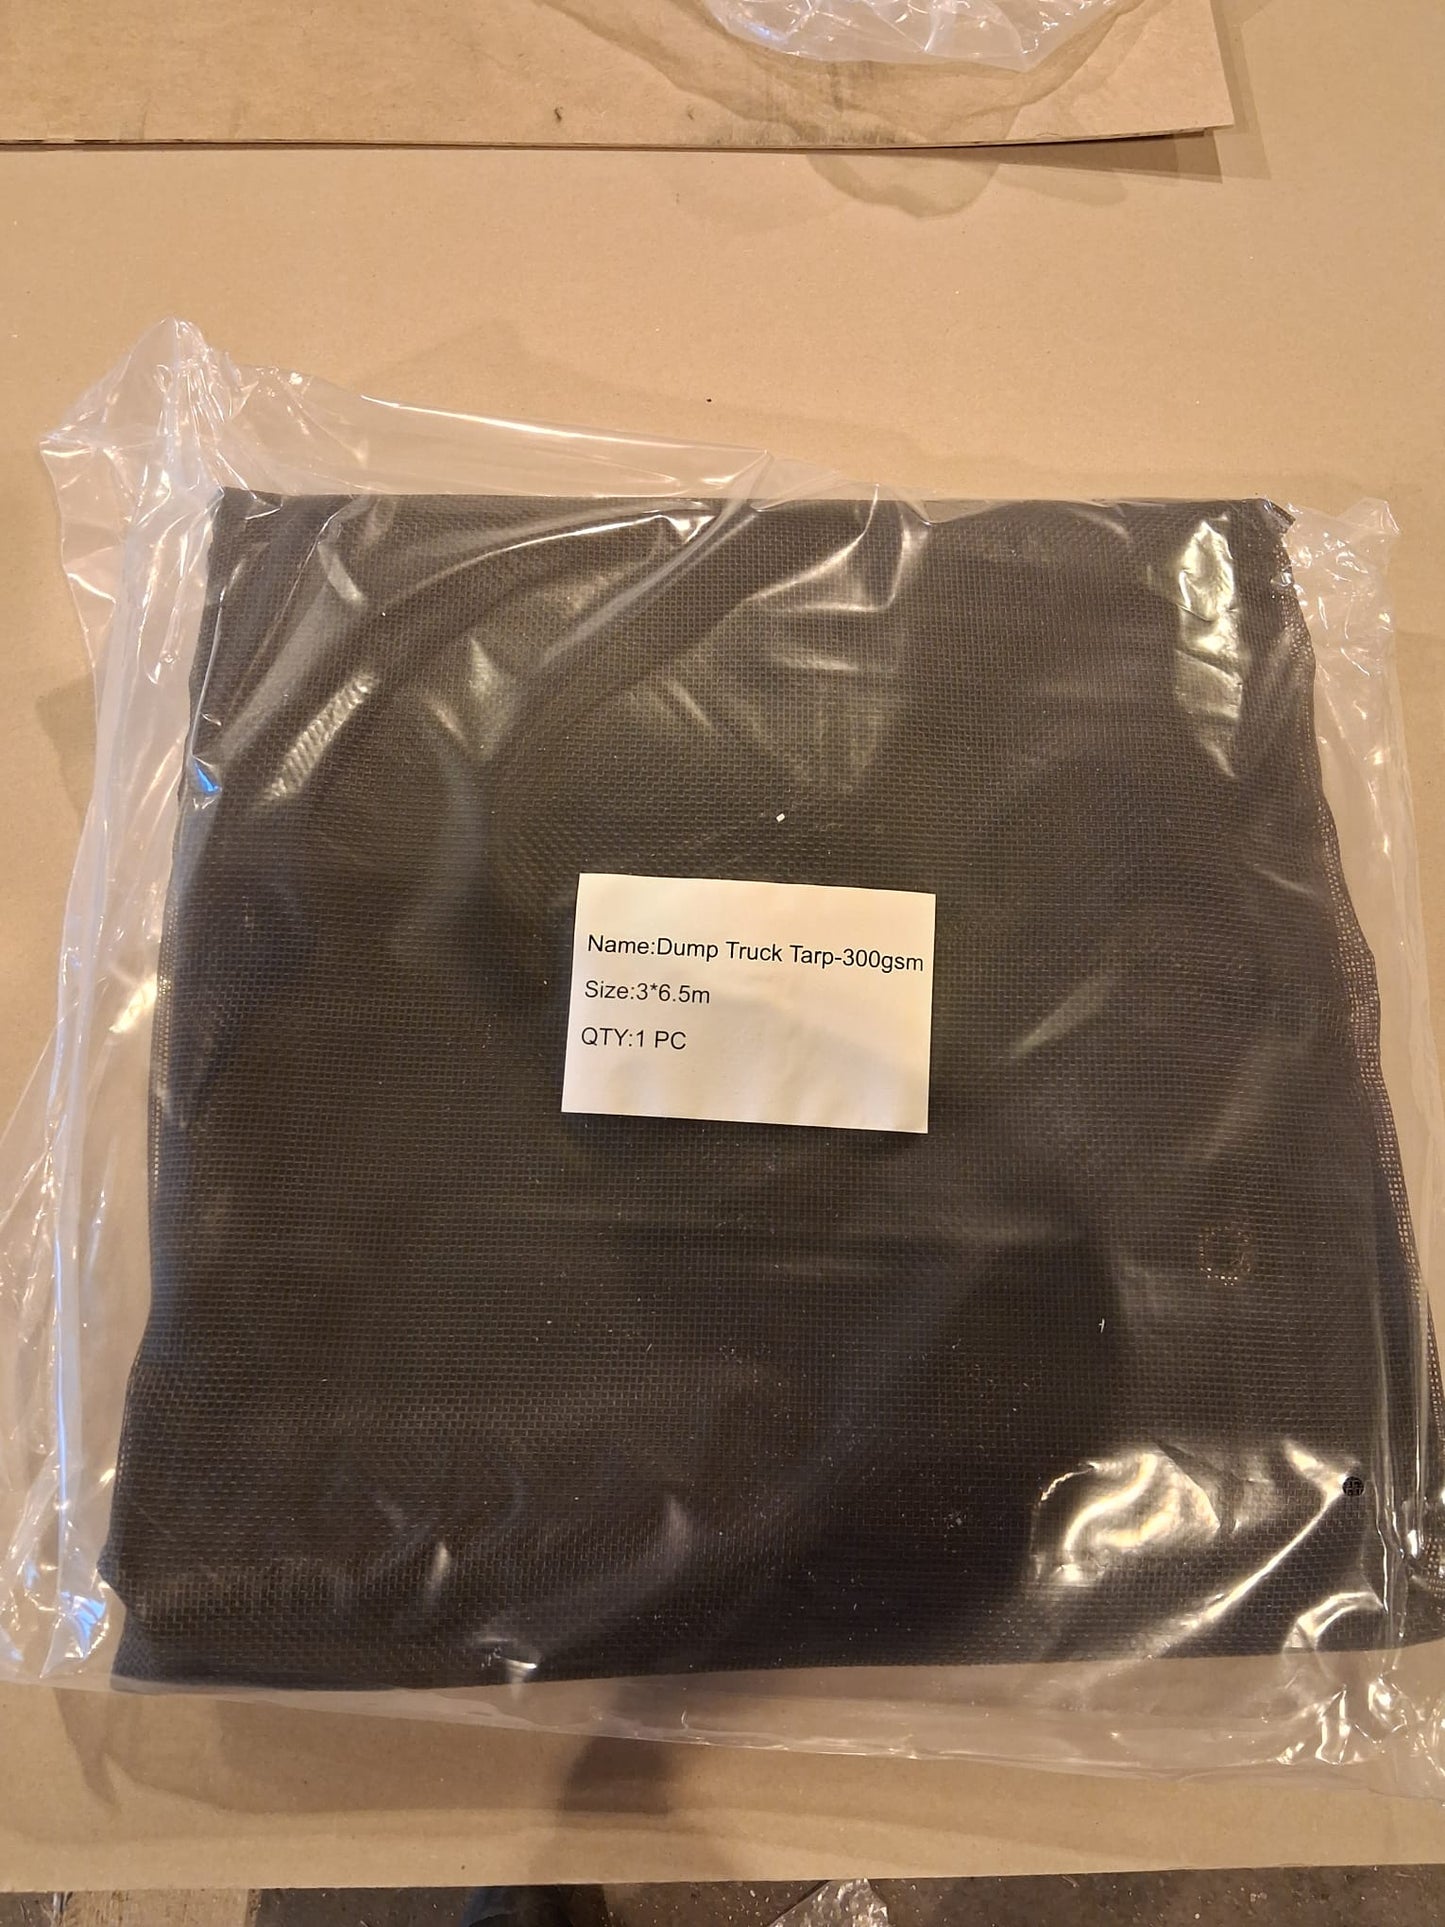 Name:Dump Truck Tarp-300gsm
Size:3*6.5m
QTY:1 PC